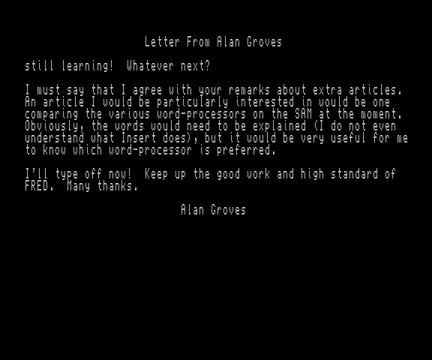 Letter From Alan Groves
still learning!  Whatever next?
I must say that I agree with your remarks about extra articles.
An article I would be particularly interested in would be one
comparing the various word-processors on the SAM at the moment.
Obviously, the words would need to be explained (I do not even
understand what Insert does), but it would be very useful for me
to know which word-processor is preferred.
I'll type off now!  Keep up the good work and high standard of
FRED.  Many thanks.
Alan Groves